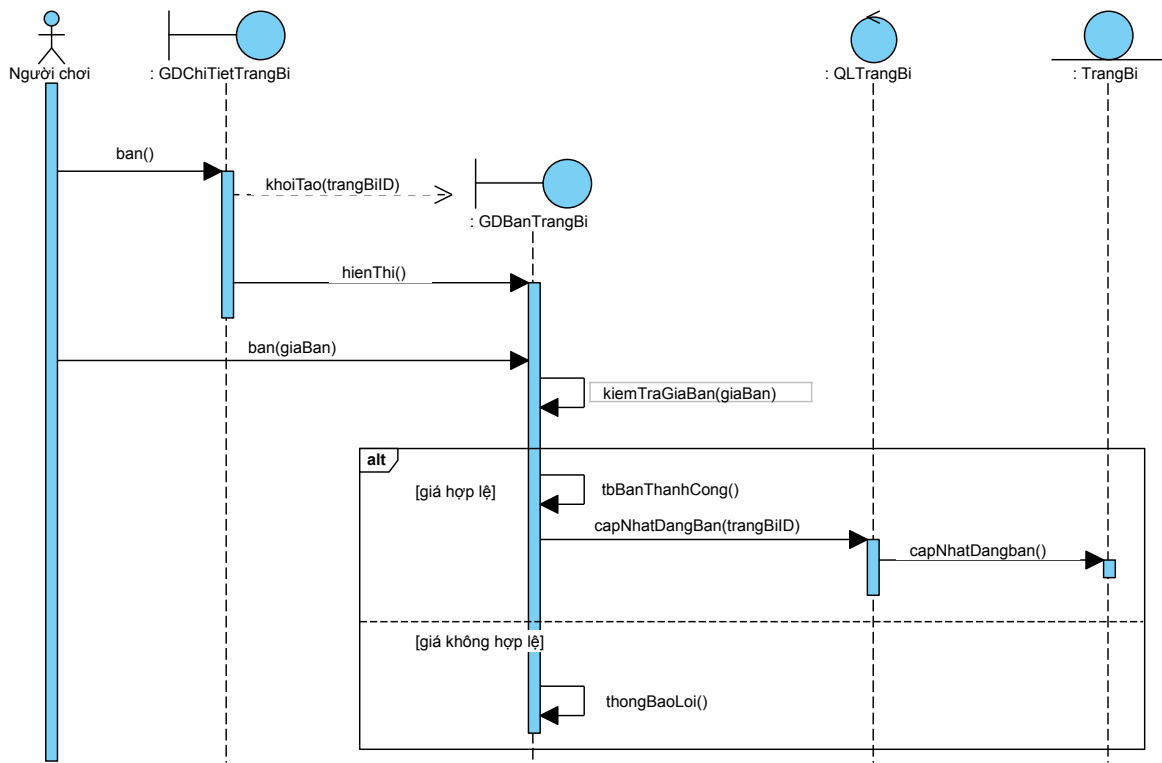 Người chơi
: GDChiTietTrangBi
: QLTrangBi
: TrangBi
ban()
khoiTao(trangBiID)
: GDBanTrangBi
hienThi()
ban(giaBan)
kiemTraGiaBan(giaBan)
alt
[giá hợp lệ]
tbBanThanhCong()
capNhatDangBan(trangBiID)
capNhatDangban()
[giá không hợp lệ]
thongBaoLoi()